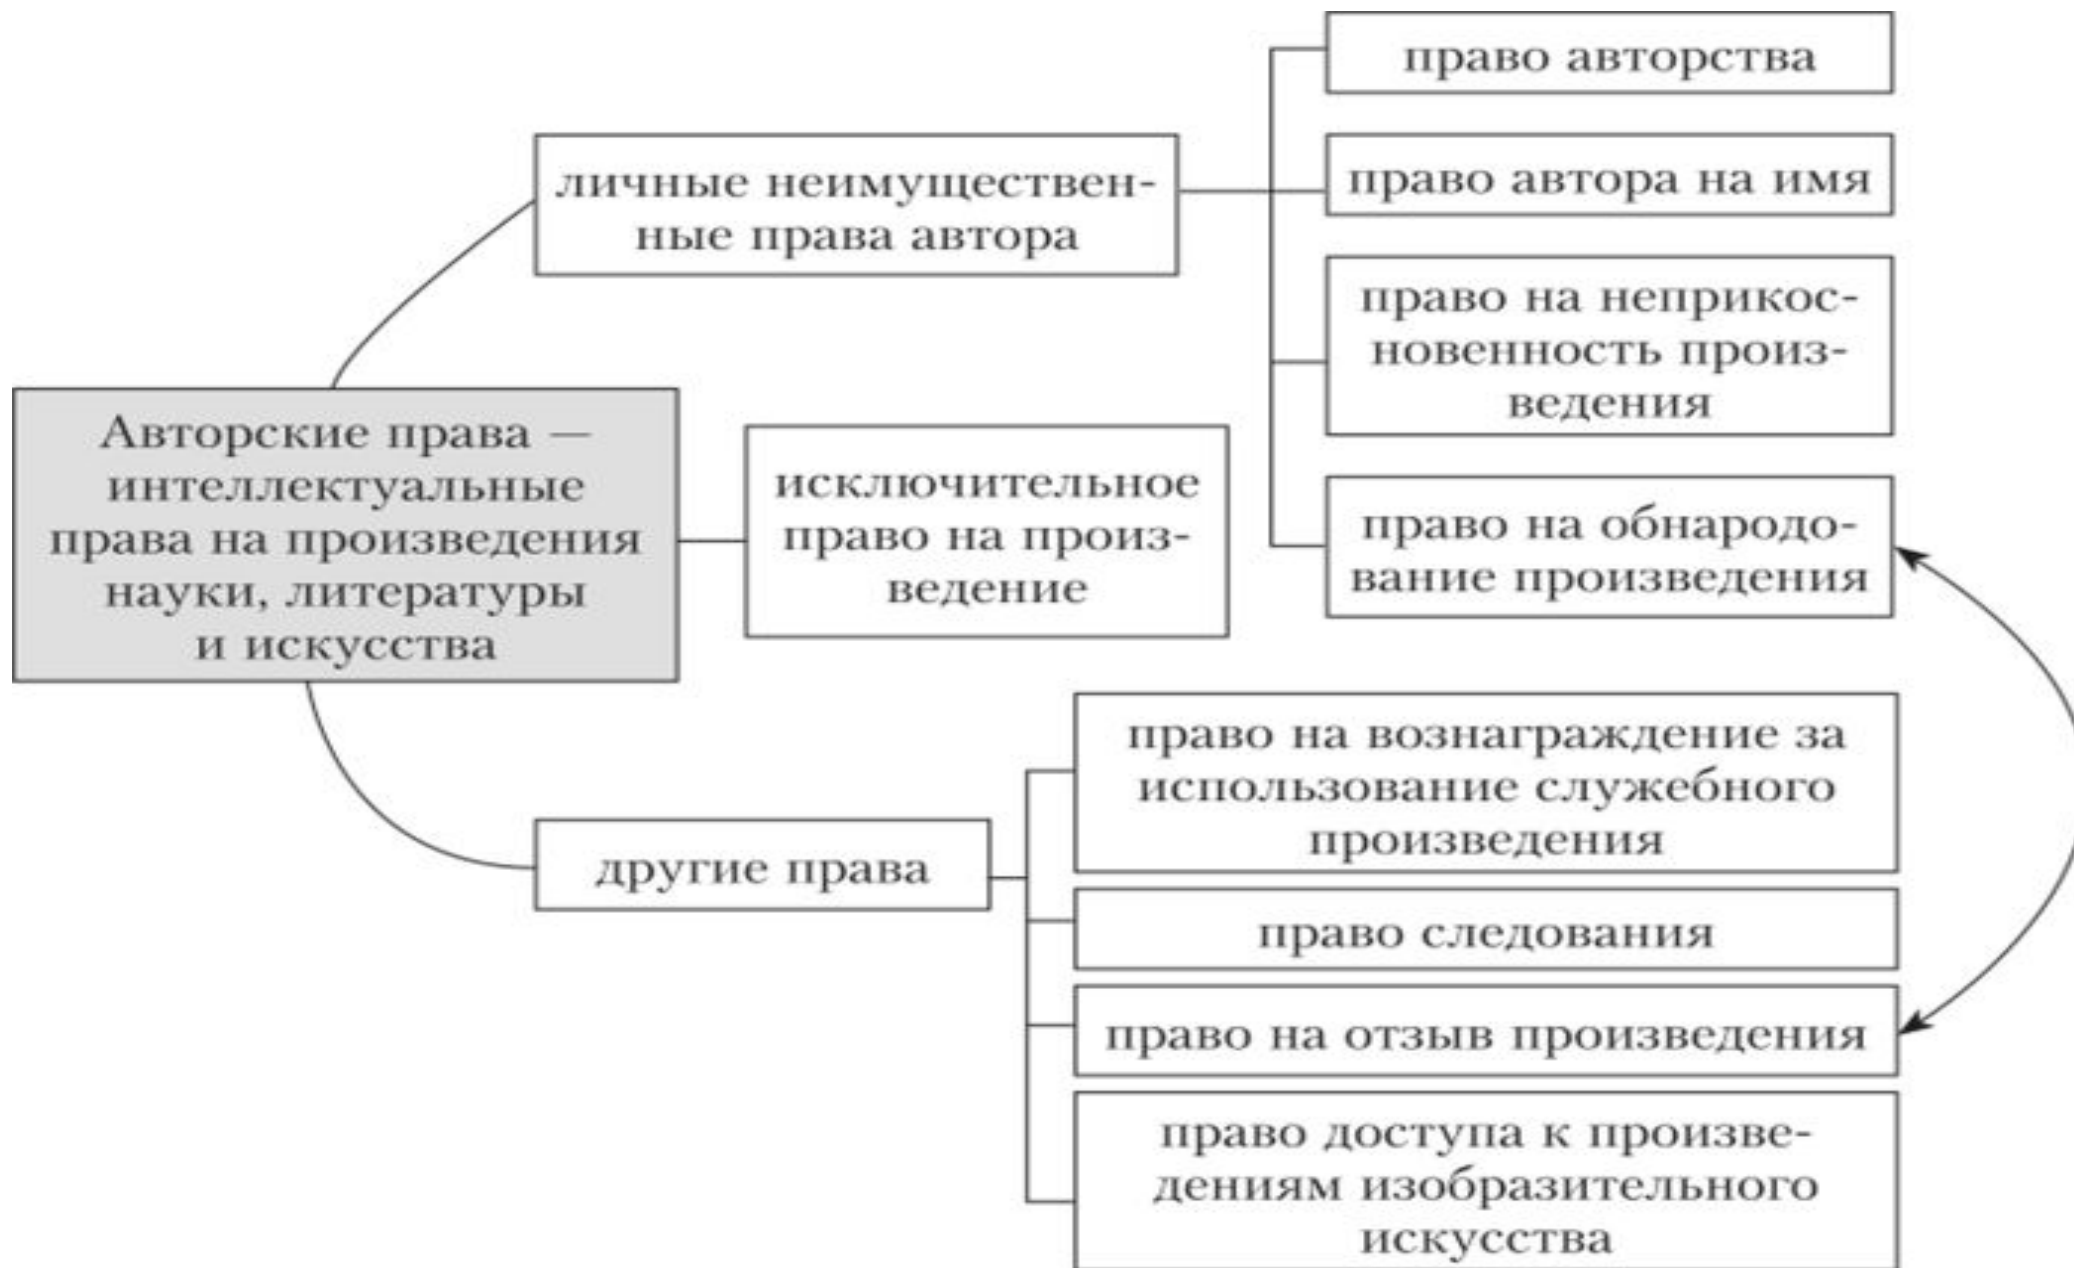 право авторства
личные неимуществен-
ные права автора
право автора на имя
право на неприкос-
новенность произ-
ведения
Авторские права —
интеллектуальные
права на произведения
науки, литературы
и искусства
исключительное
право на произ-
ведение
право на обнародо-
вание произведения
право на вознаграждение за
использование служебного
произведения
другие права
право следования
право на отзыв произведения
право доступа к произве-
дениям изобразительного
искусства